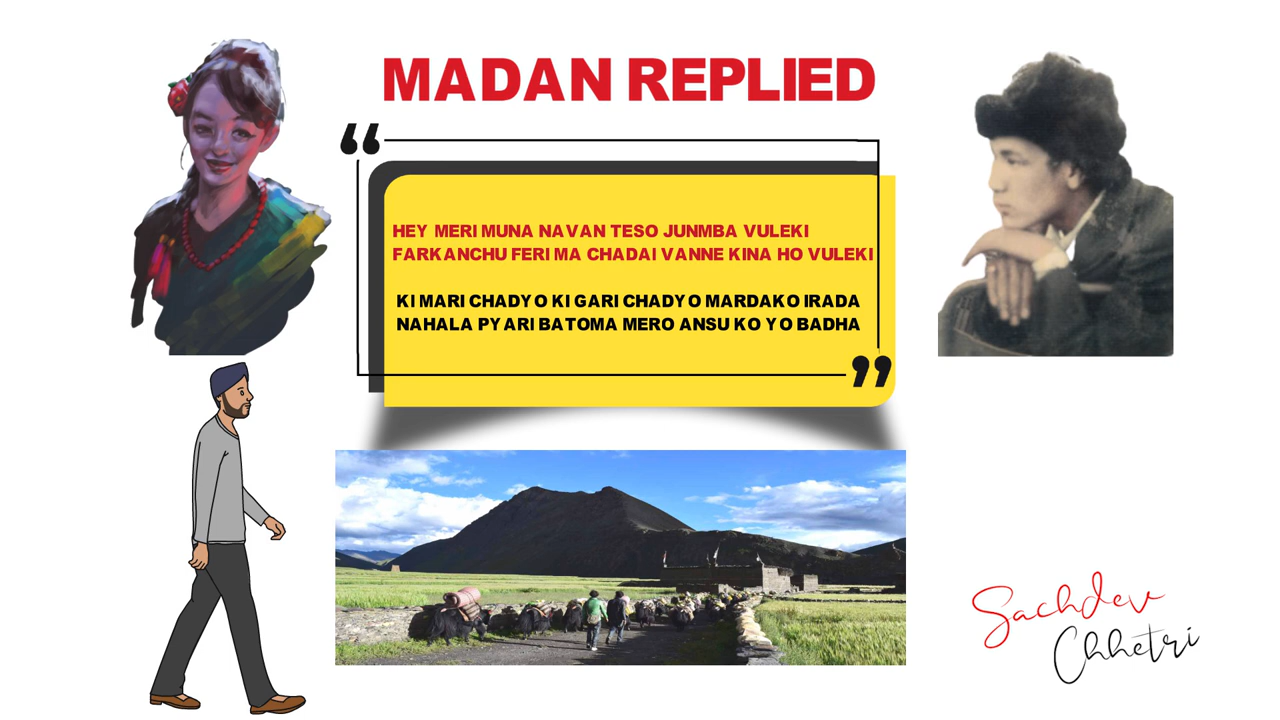 MADAN REPLIED
HEY MERI MUNA NAVAN TESO JUNMBA VULEKI
FARKANCHU FERI MA CHADAI VANNE KINA HO VULEKI
KI MARI CHADYO KI GARI CHADYO MARDAKO IRADA
NAHALA PYARI BATOMA MERO ANSU KO YO BADHA
Sachdev
Chhetri